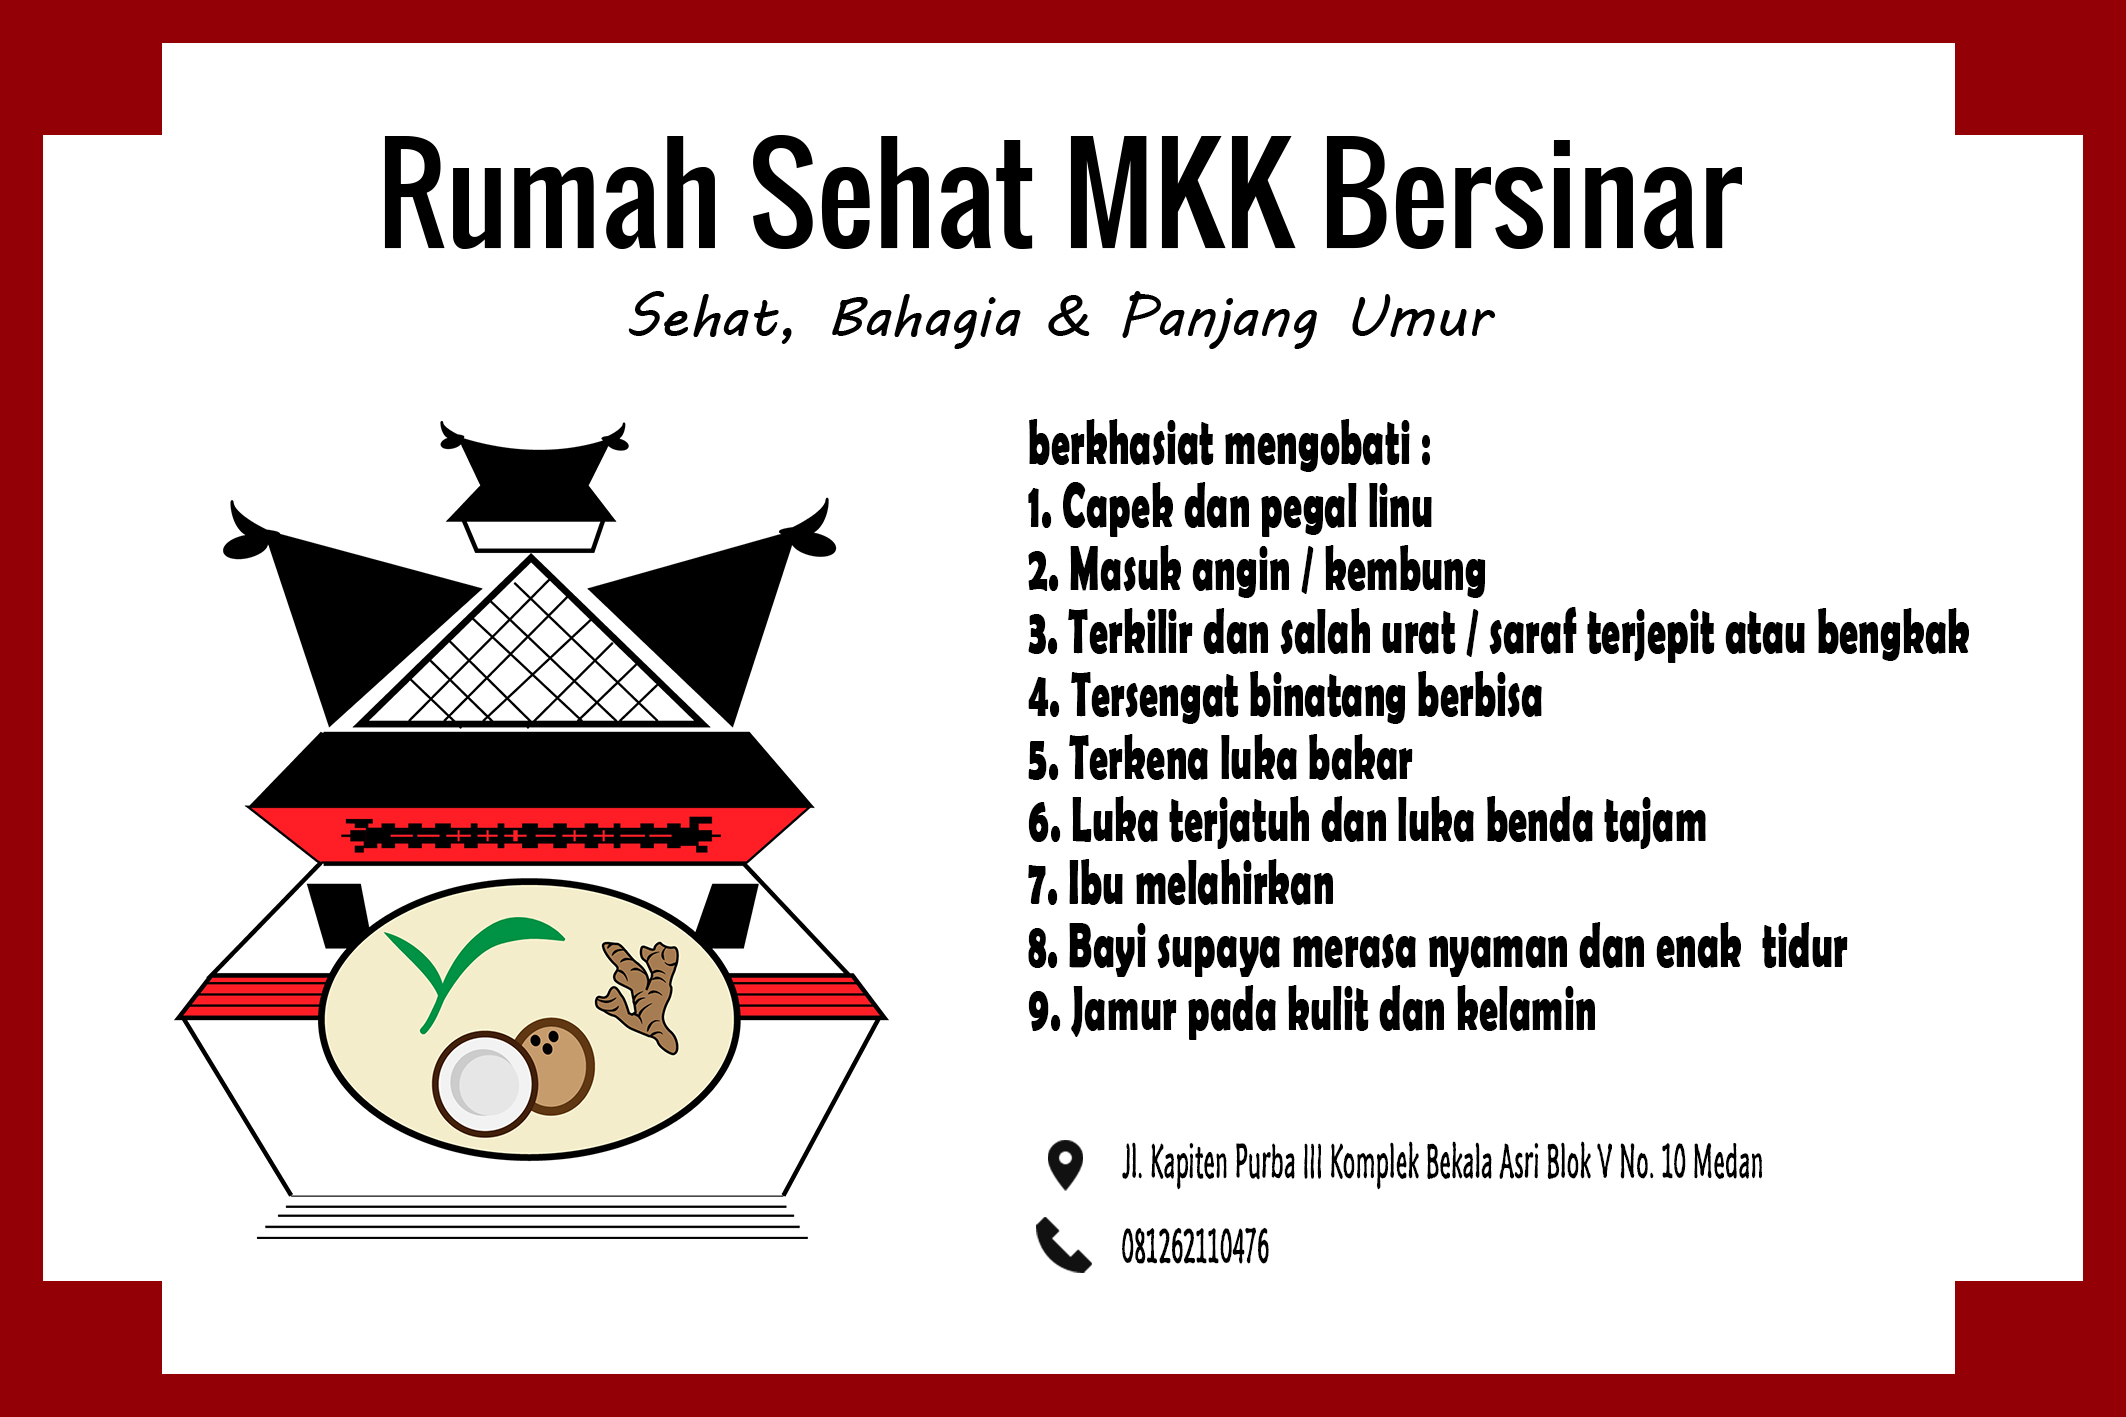 Rumah Sehat MKK Bersinar
Sehat, Bahagia & Panjang Umur
berkhasiat mengobati :
1. Capek dan pegal linu
2. Masuk angin / kembung
3. Terkilir dan salah urat / saraf terjepit atau bengkak
4. Tersengat binatang berbisa
5. Terkena luka bakar
6. Luka terjatuh dan luka benda tajam
7. Ibu melahirkan
8. Bayi supaya merasa nyaman dan enak  tidur
9. Jamur pada kulit dan kelamin
Jl. Kapiten Purba III Komplek Bekala Asri Blok V No. 10 Medan
081262110476